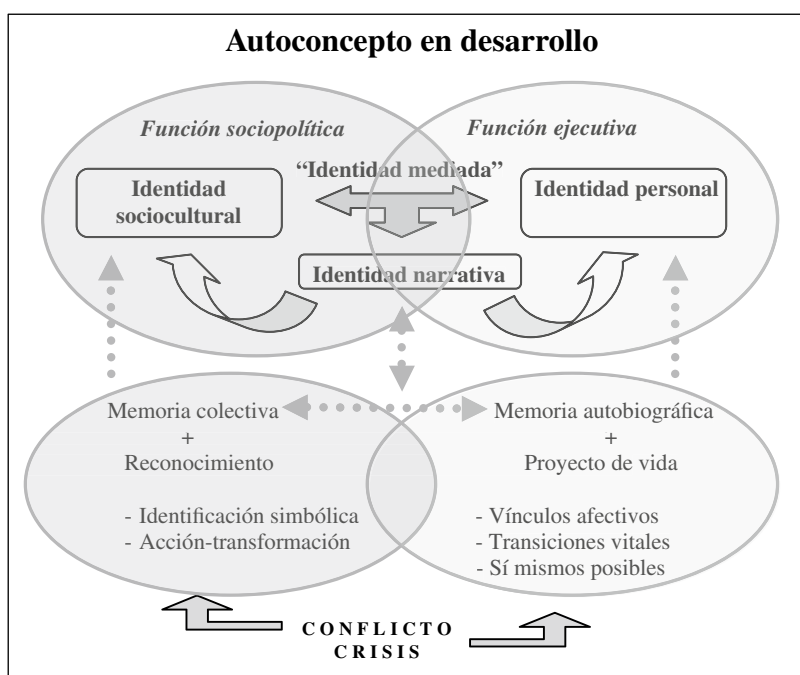 Autoconcepto en desarrollo
Función sociopolítica
Función ejecutiva
“Identidad mediada”
Identidad
sociocultural
Identidad personal
Identidad narrativa
Memoria colectiva
+
Reconocimiento
- Identificación simbólica
- Acción-transformación
Memoria autobiográfica
+
Proyecto de vida
- Vínculos afectivos
- Transiciones vitales
- Sí mismos posibles
CONFLICTO
CRISIS